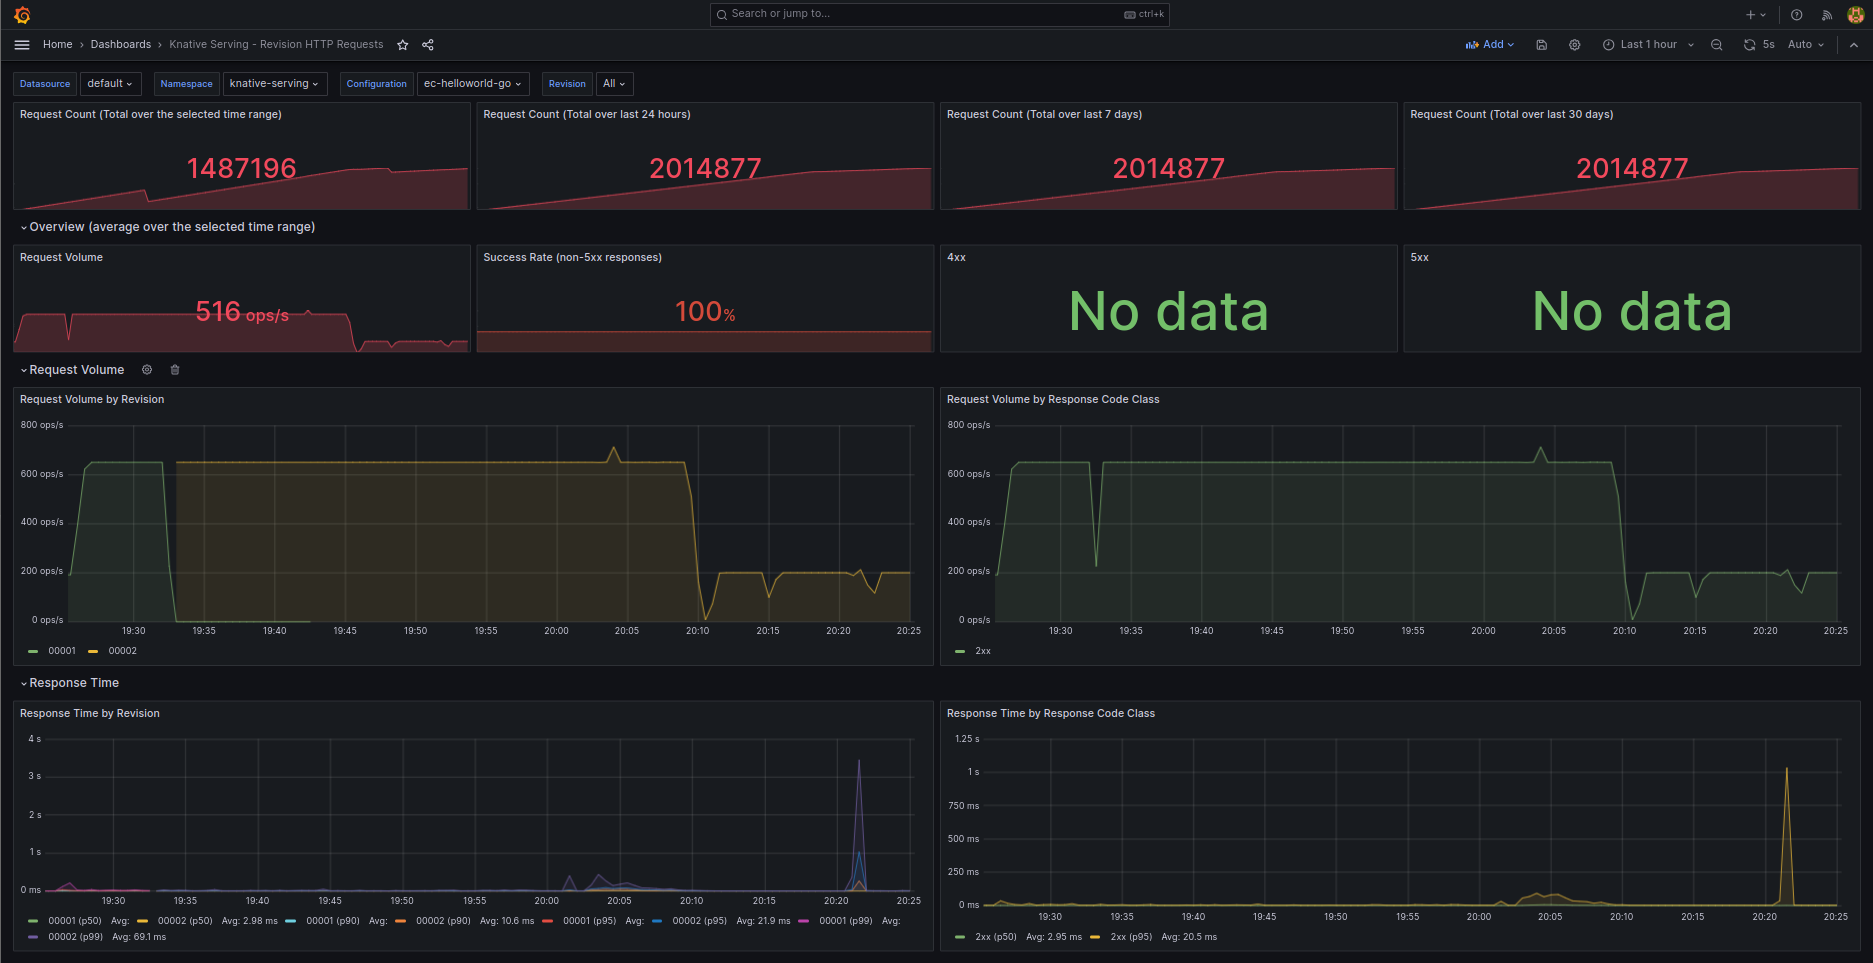 Search or jump to...
ctrl+k
Home › Dashboards › Knative Serving - Revision HTTP Requests
Add
Last 1 hour
5s
Auto
Datasource default Namespace knative-serving Configuration ec-helloworld-go Revision All
Request Count (Total over the selected time range)
1487196
Request Count (Total over last 24 hours)
2014877
Request Count (Total over last 7 days)
2014877
Request Count (Total over last 30 days)
2014877
Overview (average over the selected time range)
Request Volume
516 ops/s
Success Rate (non-5xx responses)
100%
4xx
No data
5xx
No data
Request Volume
Request Volume by Revision
800 ops/s
600 ops/s
400 ops/s
200 ops/s
0 ops/s
19:30 19:35 19:40 19:45 19:50 19:55 20:00 20:05 20:10 20:15 20:20 20:25
00001 00002
Request Volume by Response Code Class
800 ops/s
600 ops/s
400 ops/s
200 ops/s
0 ops/s
19:30 19:35 19:40 19:45 19:50 19:55 20:00 20:05 20:10 20:15 20:20 20:25
2xx
Response Time
Response Time by Revision
4 s
3 s
2 s
1 s
0 ms
19:30 19:35 19:40 19:45 19:50 19:55 20:00 20:05 20:10 20:15 20:20 20:25
00001 (p50) Avg: 00002 (p50) Avg: 2.98 ms 00001 (p90) Avg: 00002 (p90) Avg: 10.6 ms 00001 (p95) Avg: 00002 (p95) Avg: 21.9 ms 00001 (p99) Avg:
00002 (p99) Avg: 69.1 ms
Response Time by Response Code Class
1.25 s
1 s
750 ms
500 ms
250 ms
0 ms
19:30 19:35 19:40 19:45 19:50 19:55 20:00 20:05 20:10 20:15 20:20 20:25
2xx (p50) Avg: 2.95 ms 2xx (p95) Avg: 20.5 ms